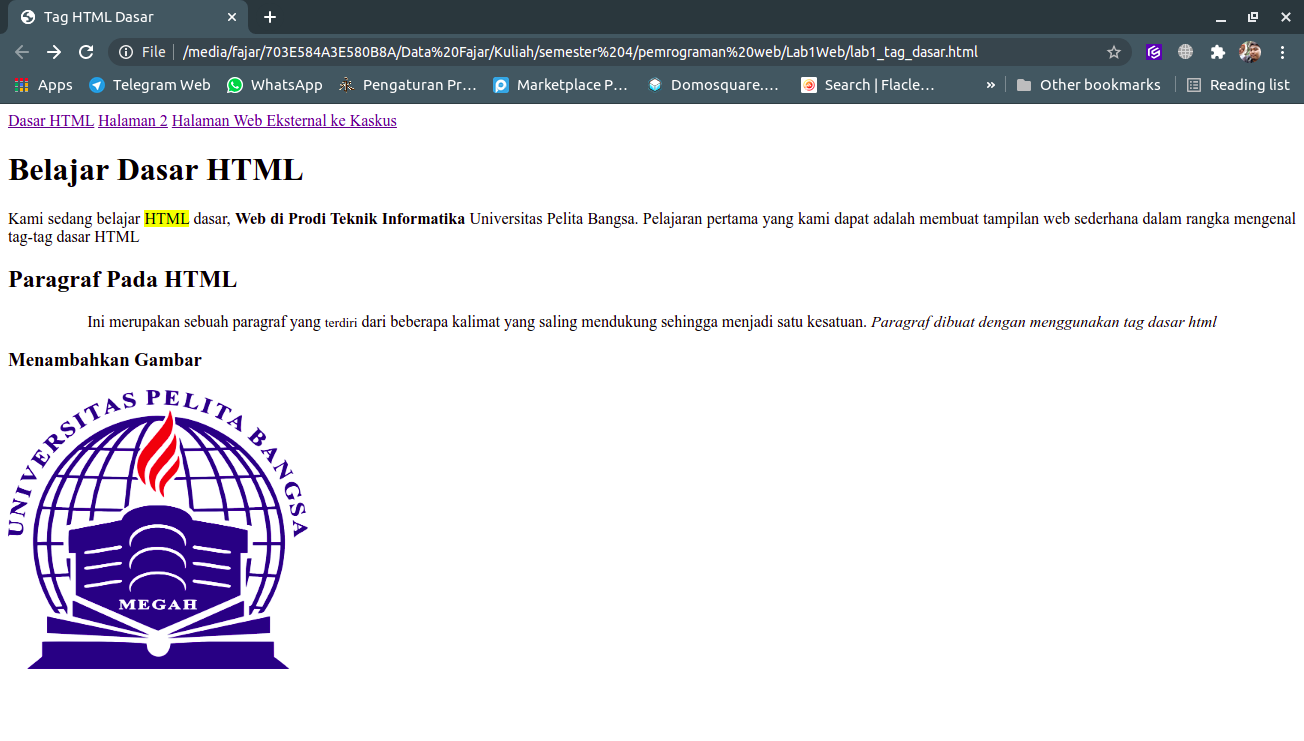 Tag HTML Dasar
File /media/fajar/703E584A3E580B8A/Data%20Fajar/Kuliah/semester%204/pemrograman%20web/Lab1Web/lab1_tag_dasar.html
Apps Telegram Web WhatsApp Pengaturan Pr... Marketplace P... Domosquare.... Search | Flacle... » Other bookmarks Reading list
Dasar HTML Halaman 2 Halaman Web Eksternal ke Kaskus
Belajar Dasar HTML
Kami sedang belajar HTML dasar, Web di Prodi Teknik Informatika Universitas Pelita Bangsa. Pelajaran pertama yang kami dapat adalah membuat tampilan web sederhana dalam rangka mengenal
tag-tag dasar HTML
Paragraf Pada HTML
Ini merupakan sebuah paragraf yang terdiri dari beberapa kalimat yang saling mendukung sehingga menjadi satu kesatuan. Paragraf dibuat dengan menggunakan tag dasar html
Menambahkan Gambar
UNIVERSITAS PELITA BANGSA
MEGAH